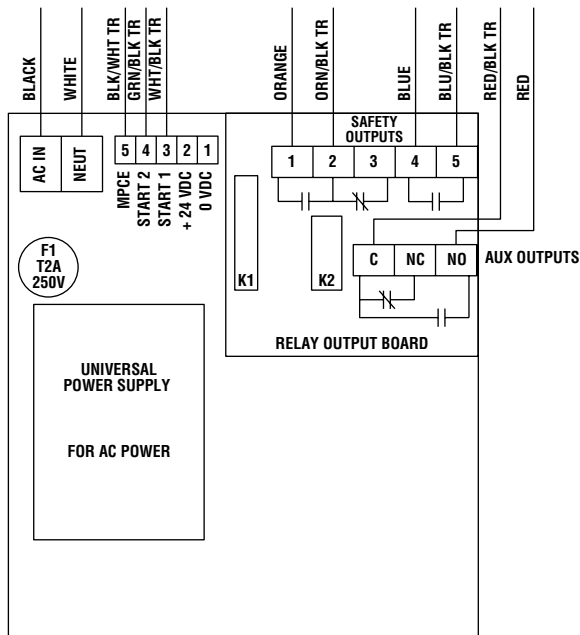 BLACK
WHITE
BLK/WHT TR
GRN/BLK TR
WHT/BLK TR
ORANGE
ORN/BLK TR
BLUE
BLU/BLK TR
RED/BLK TR
RED
AC IN
NEUT
5 4 3 2 1
MPCE
START 2
START 1
+ 24 VDC
0 VDC
SAFETY
OUTPUTS
1 2 3 4 5
K1
K2
C NC NO
AUX OUTPUTS
RELAY OUTPUT BOARD
F1
T2A
250V
UNIVERSAL
POWER SUPPLY
FOR AC POWER